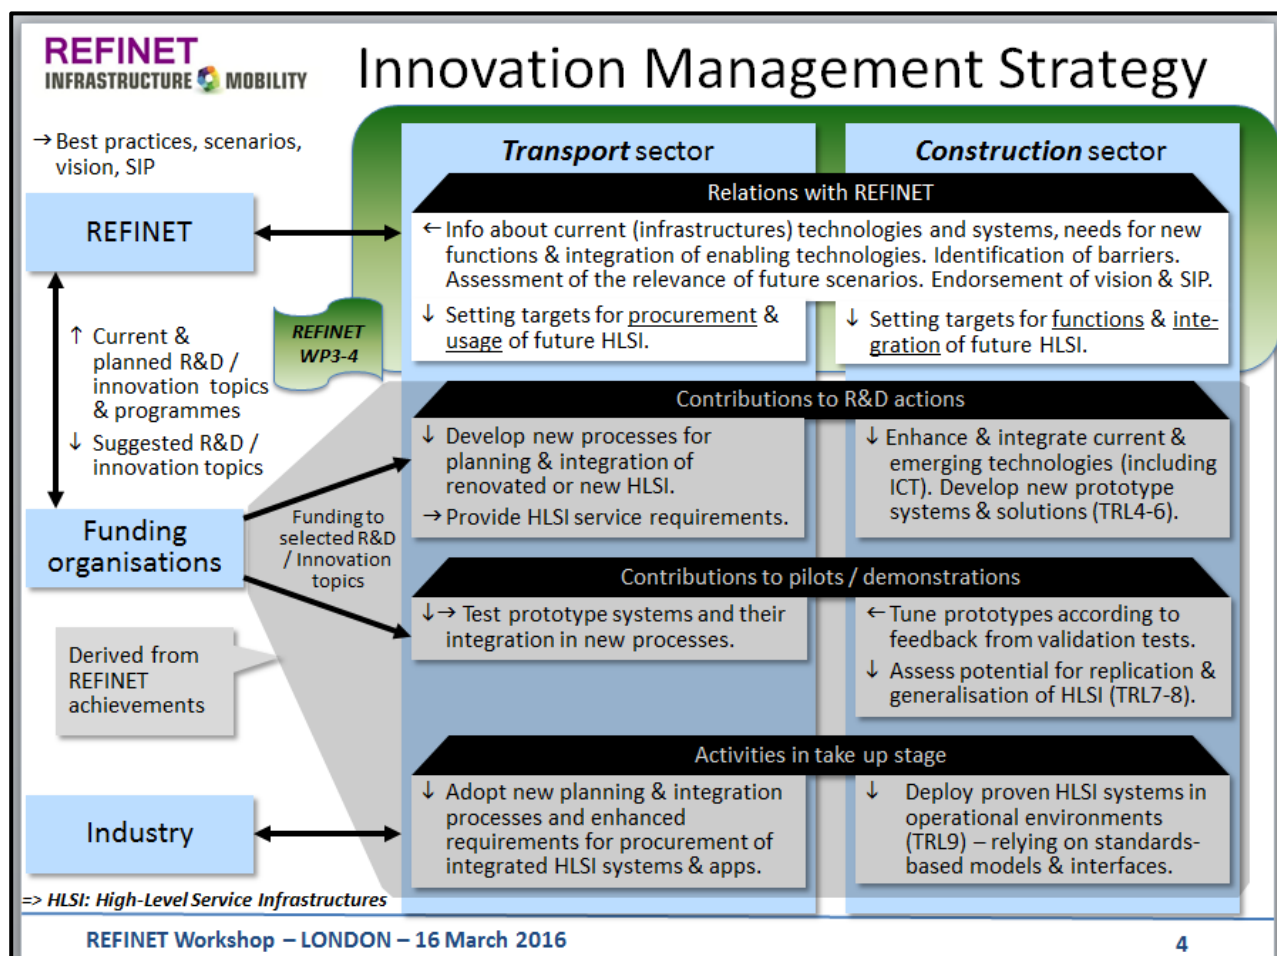 REFINET
INFRASTRUCTURE MOBILITY
Innovation Management Strategy
→ Best practices, scenarios,
vision, SIP
REFINET
↑ Current &
planned R&D /
innovation topics
& programmes
↓ Suggested R&D /
innovation topics
Funding
organisations
Derived from
REFINET
achievements
Industry
=> HLSI: High-Level Service Infrastructures
REFINET
WP3-4
Funding to
selected R&D
/ Innovation
topics
Transport sector
Construction sector
Relations with REFINET
← Info about current (infrastructures) technologies and systems, needs for new
functions & integration of enabling technologies. Identification of barriers.
Assessment of the relevance of future scenarios. Endorsement of vision & SIP.
↓ Setting targets for procurement &
usage of future HLSI.
↓ Setting targets for functions & inte-
gration of future HLSI.
Contributions to R&D actions
↓ Develop new processes for
planning & integration of
renovated or new HLSI.
→ Provide HLSI service requirements.
↓ Enhance & integrate current &
emerging technologies (including
ICT). Develop new prototype
systems & solutions (TRL4-6).
Contributions to pilots / demonstrations
↓→ Test prototype systems and their
integration in new processes.
← Tune prototypes according to
feedback from validation tests.
↓ Assess potential for replication &
generalisation of HLSI (TRL7-8).
Activities in take up stage
↓ Adopt new planning & integration
processes and enhanced
requirements for procurement of
integrated HLSI systems & apps.
↓ Deploy proven HLSI systems in
operational environments
(TRL9) – relying on standards-
based models & interfaces.
REFINET Workshop – LONDON – 16 March 2016
4